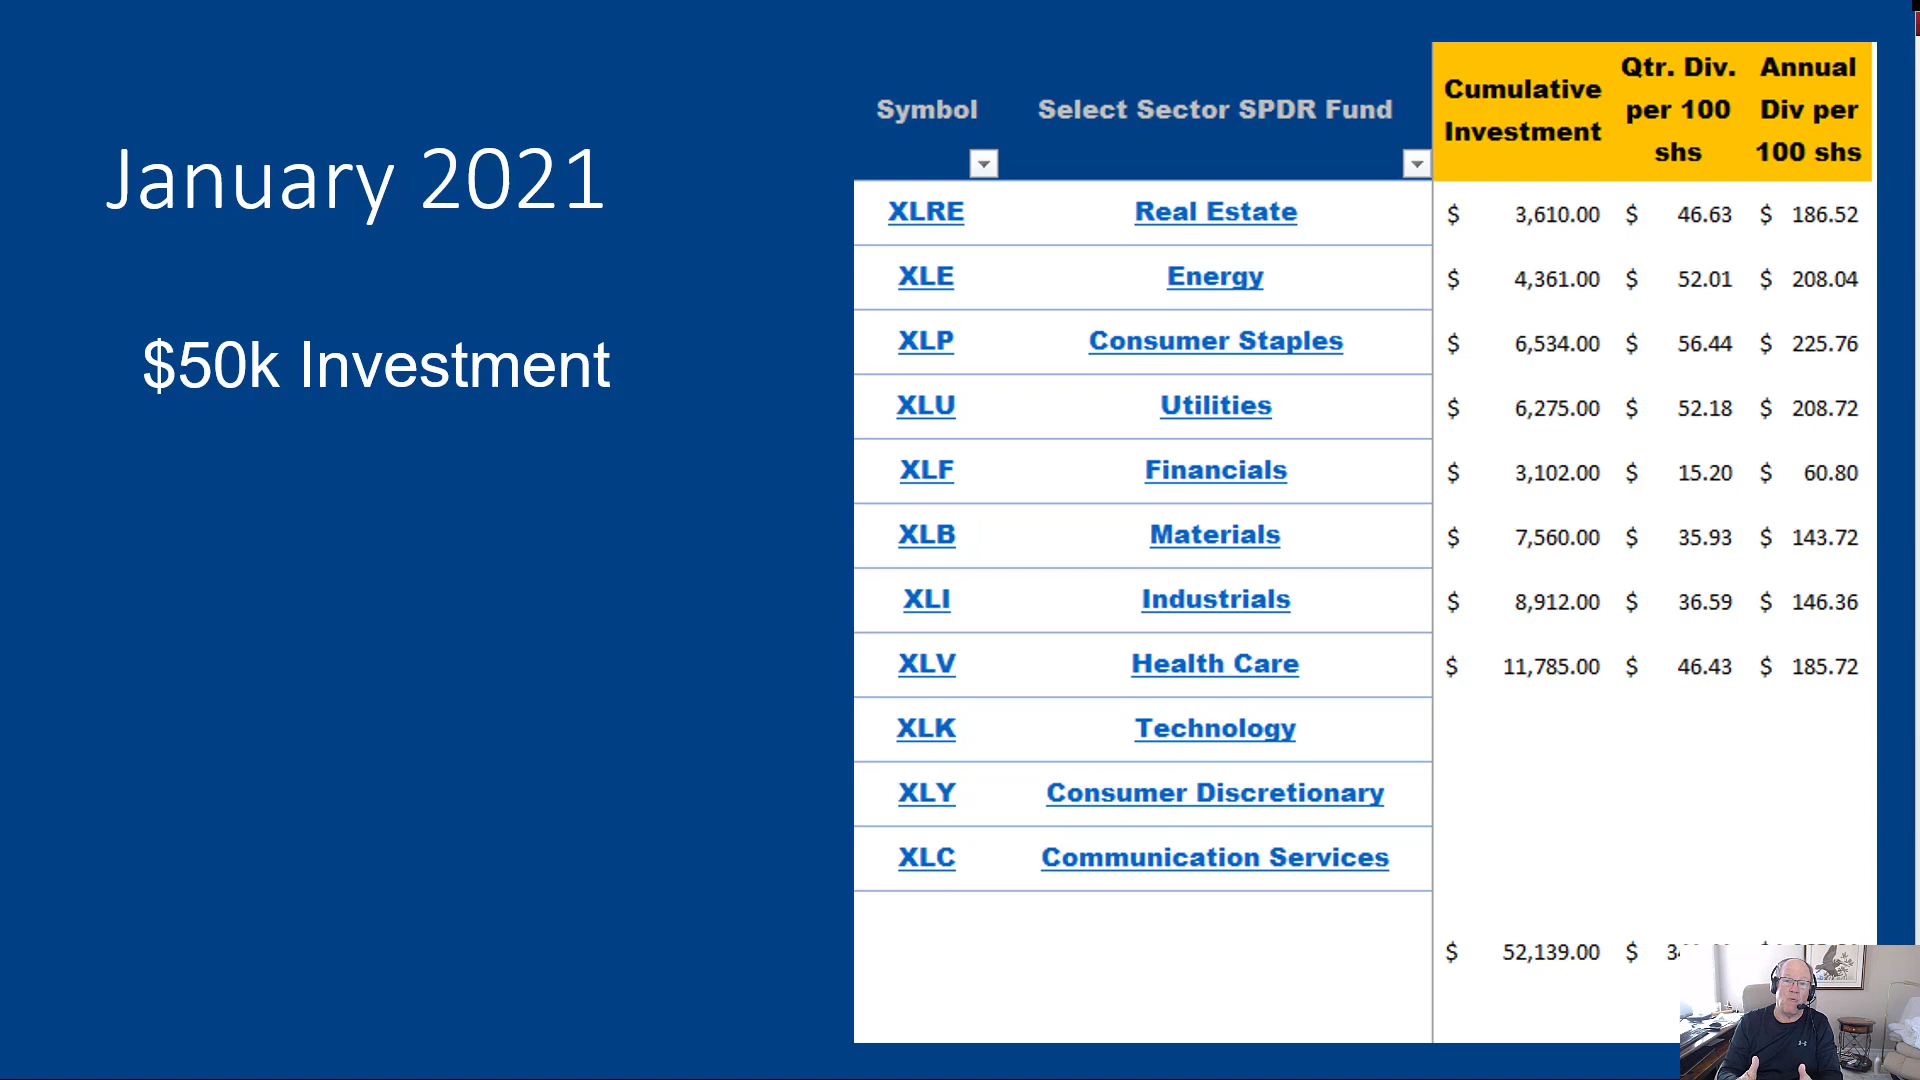 January 2021
$50k Investment
Symbol Select Sector SPDR Fund Cumulative Investment Qtr. Div. per 100 shs Annual Div per 100 shs
XLRE Real Estate $ 3,610.00 $ 46.63 $ 186.52
XLE Energy $ 4,361.00 $ 52.01 $ 208.04
XLP Consumer Staples $ 6,534.00 $ 56.44 $ 225.76
XLU Utilities $ 6,275.00 $ 52.18 $ 208.72
XLF Financials $ 3,102.00 $ 15.20 $ 60.80
XLB Materials $ 7,560.00 $ 35.93 $ 143.72
XLI Industrials $ 8,912.00 $ 36.59 $ 146.36
XLV Health Care $ 11,785.00 $ 46.43 $ 185.72
XLK Technology
XLY Consumer Discretionary
XLC Communication Services
$ 52,139.00 $